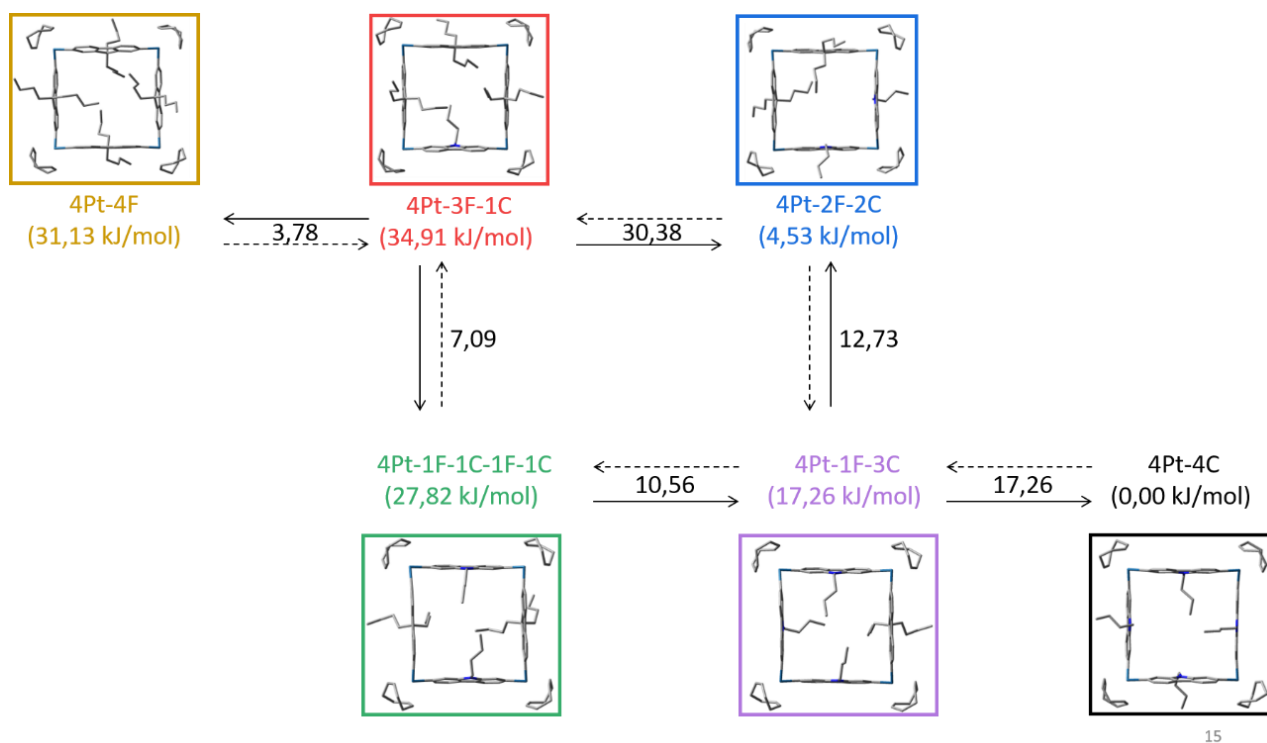 4Pt-4F
(31,13 kJ/mol)
3,78
4Pt-3F-1C
(34,91 kJ/mol)
30,38
4Pt-2F-2C
(4,53 kJ/mol)
7,09
12,73
4Pt-1F-1C-1F-1C
(27,82 kJ/mol)
10,56
4Pt-1F-3C
(17,26 kJ/mol)
17,26
4Pt-4C
(0,00 kJ/mol)
15